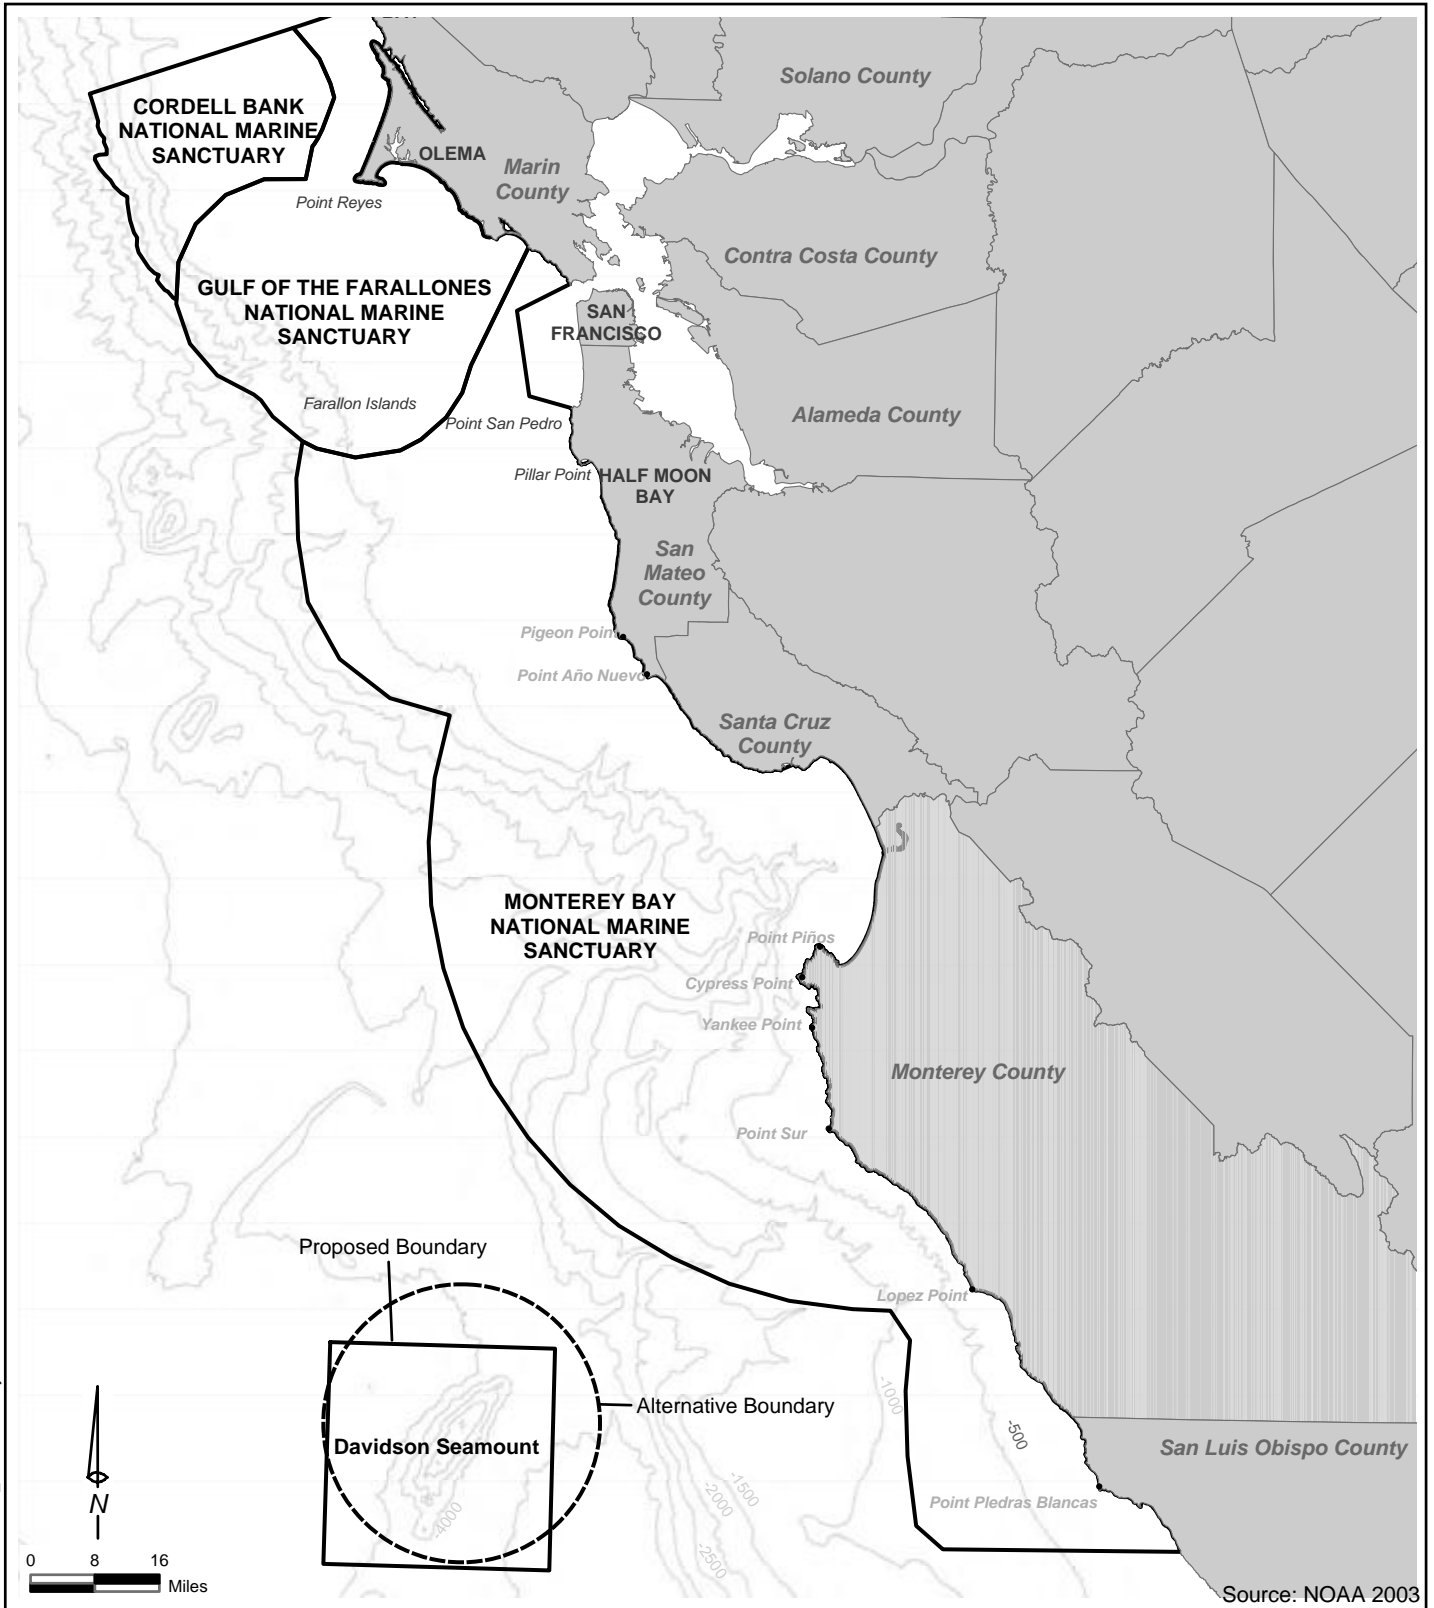 Solano County
CORDELL BANK
NATIONAL MARINE
SANCTUARY
OLEMA
Marin
County
Point Reyes
Contra Costa County
GULF OF THE FARALLONES
NATIONAL MARINE
SANCTUARY
SAN
FRANCISCO
Farallon Islands
Point San Pedro
Alameda County
Pillar Point
HALF MOON
BAY
San
Mateo
County
Pigeon Point
Point Año Nuevo
Santa Cruz
County
MONTEREY BAY
NATIONAL MARINE
SANCTUARY
Point Piños
Cypress Point
Yankee Point
Monterey County
Point Sur
Proposed Boundary
Lopez Point
-1000
Alternative Boundary
-500
Davidson Seamount
San Luis Obispo County
-1500
-2000
-4000
Point Pledras Blancas
-2500
N
0 8 16
Miles
Source: NOAA 2003